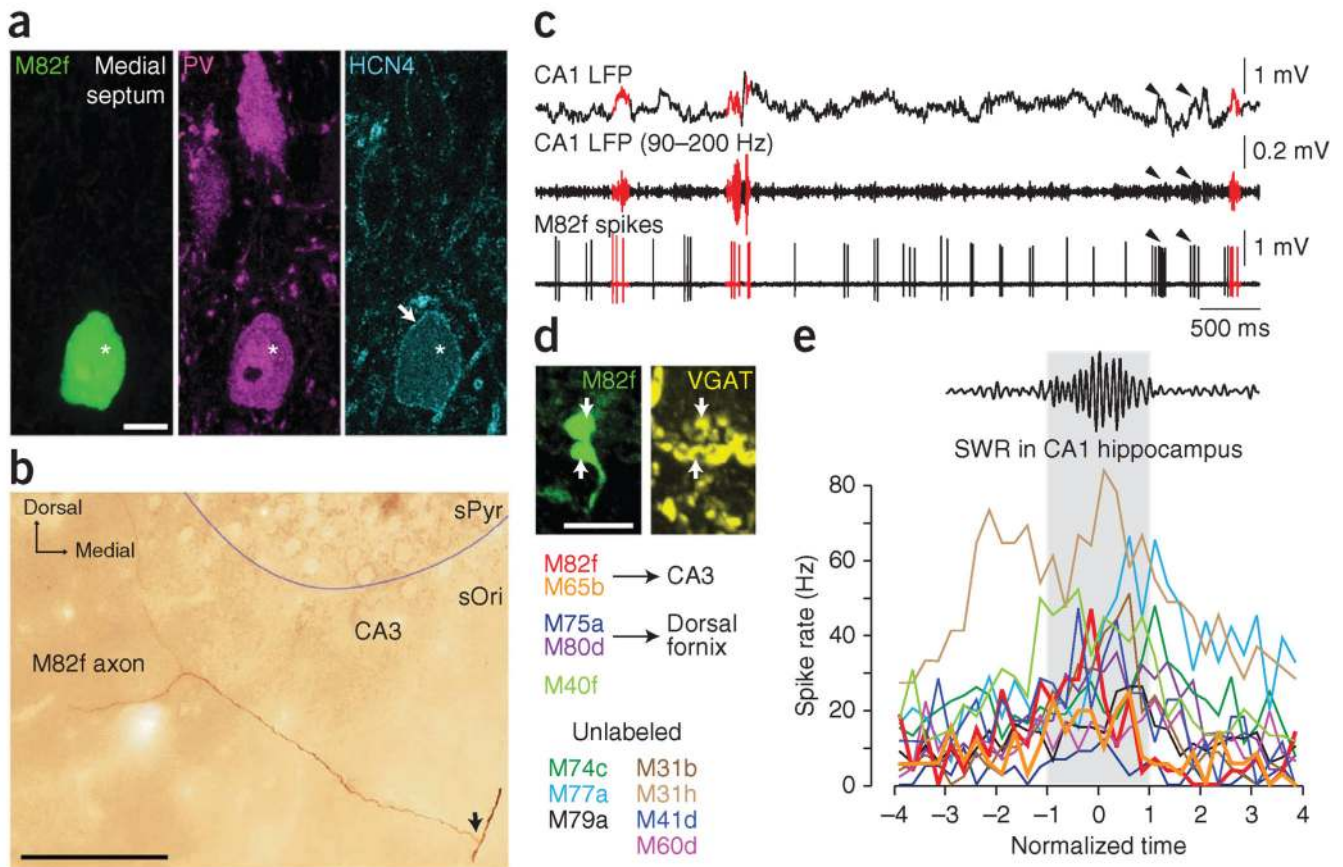 a
M82f
Medial
septum
PV
HCN4
*
*
*
b
Dorsal
Medial
sPyr
sOri
CA3
M82f axon
c
CA1 LFP
1 mV
CA1 LFP (90–200 Hz)
0.2 mV
M82f spikes
1 mV
500 ms
d
M82f
VGAT
M82f
M65b
CA3
M75a
M80d
Dorsal
fornix
M40f
Unlabeled
M74c
M31b
M77a
M31h
M79a
M41d
M60d
e
SWR in CA1 hippocampus
Spike rate (Hz)
80
60
40
20
0
–4 –3 –2 –1 0 1 2 3 4
Normalized time